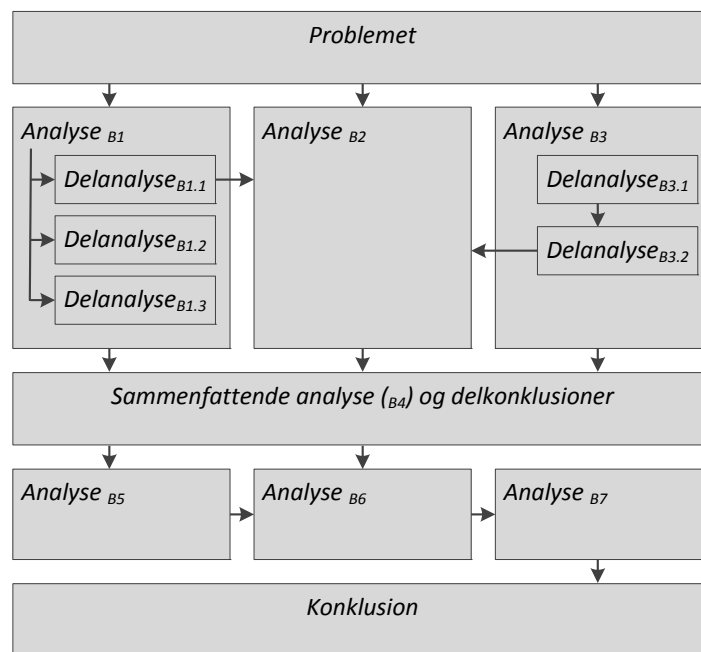 Problemet
Analyse B1
Delanalyse B1.1
Delanalyse B1.2
Delanalyse B1.3
Analyse B2
Analyse B3
Delanalyse B3.1
Delanalyse B3.2
Sammenfattende analyse (B4) og delkonklusioner
Analyse B5
Analyse B6
Analyse B7
Konklusion